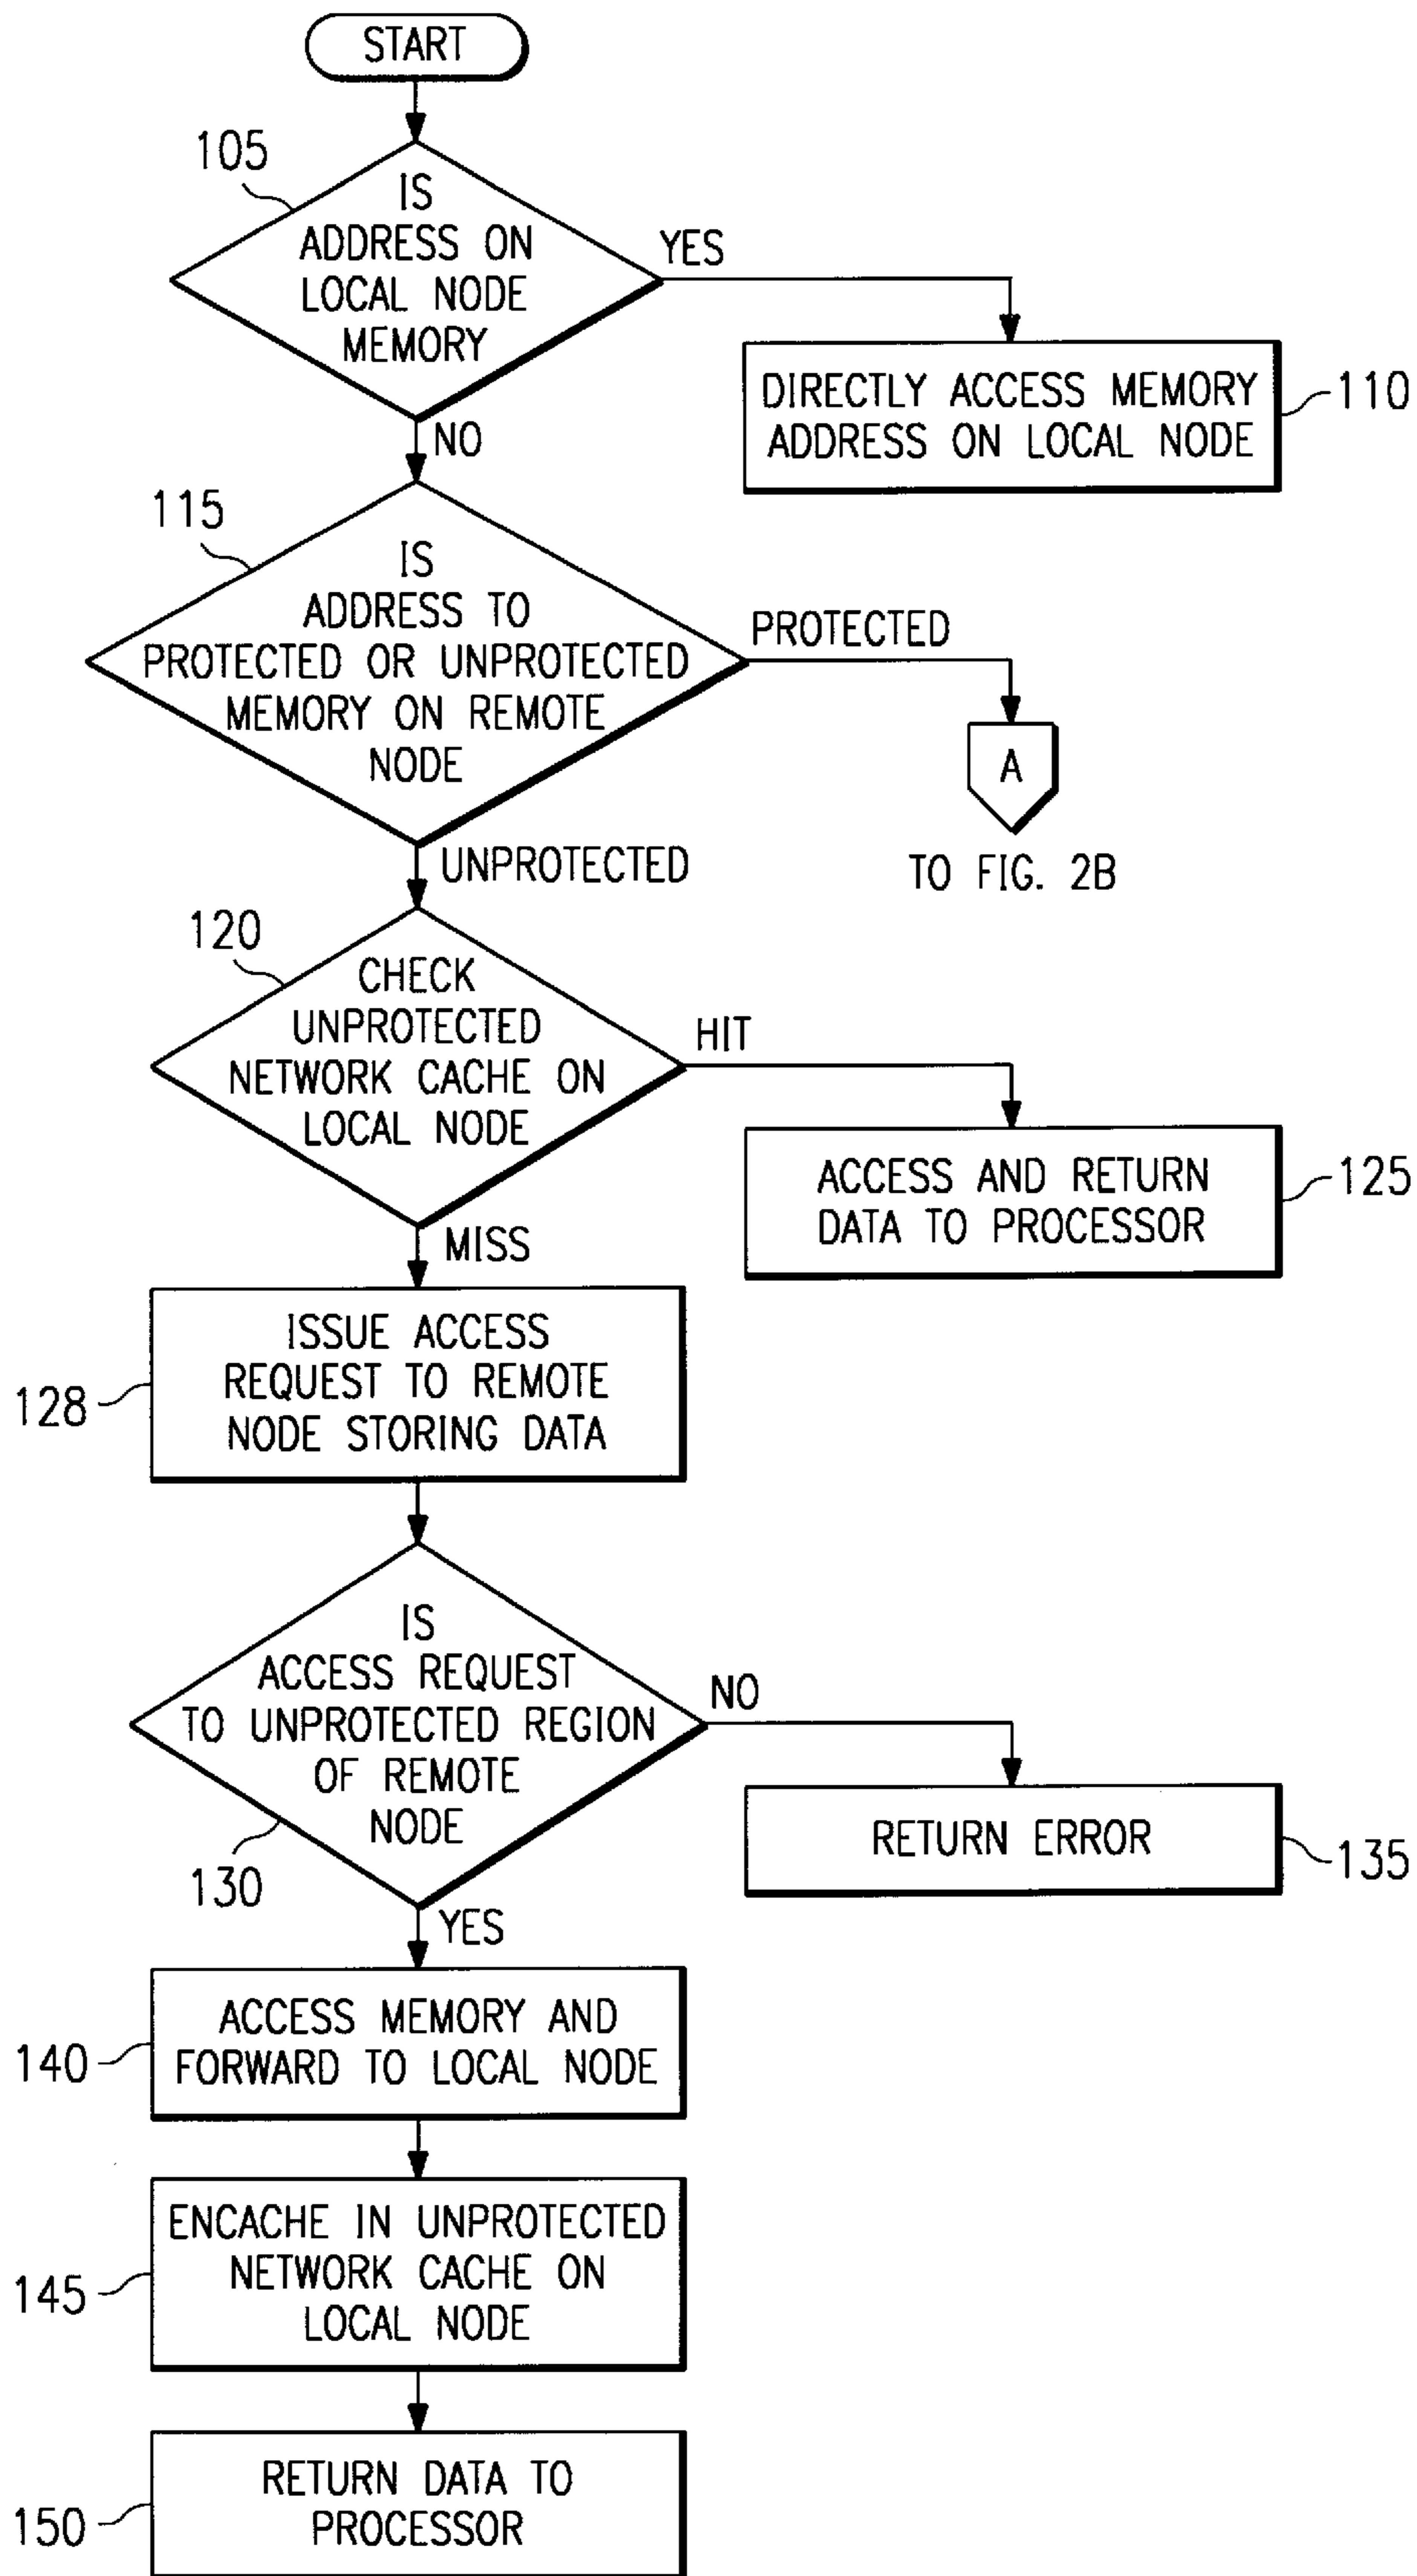 START
105
IS
ADDRESS ON
LOCAL NODE
MEMORY
YES
DIRECTLY ACCESS MEMORY
ADDRESS ON LOCAL NODE
110
NO
115
IS
ADDRESS TO
PROTECTED OR UNPROTECTED
MEMORY ON REMOTE
NODE
PROTECTED
A
TO FIG. 2B
UNPROTECTED
120
CHECK
UNPROTECTED
NETWORK CACHE ON
LOCAL NODE
HIT
ACCESS AND RETURN
DATA TO PROCESSOR
125
MISS
ISSUE ACCESS
REQUEST TO REMOTE
NODE STORING DATA
128
IS
ACCESS REQUEST
TO UNPROTECTED REGION
OF REMOTE
NODE
130
NO
RETURN ERROR
135
YES
ACCESS MEMORY AND
FORWARD TO LOCAL NODE
140
ENCACHE IN UNPROTECTED
NETWORK CACHE ON
LOCAL NODE
145
RETURN DATA TO
PROCESSOR
150